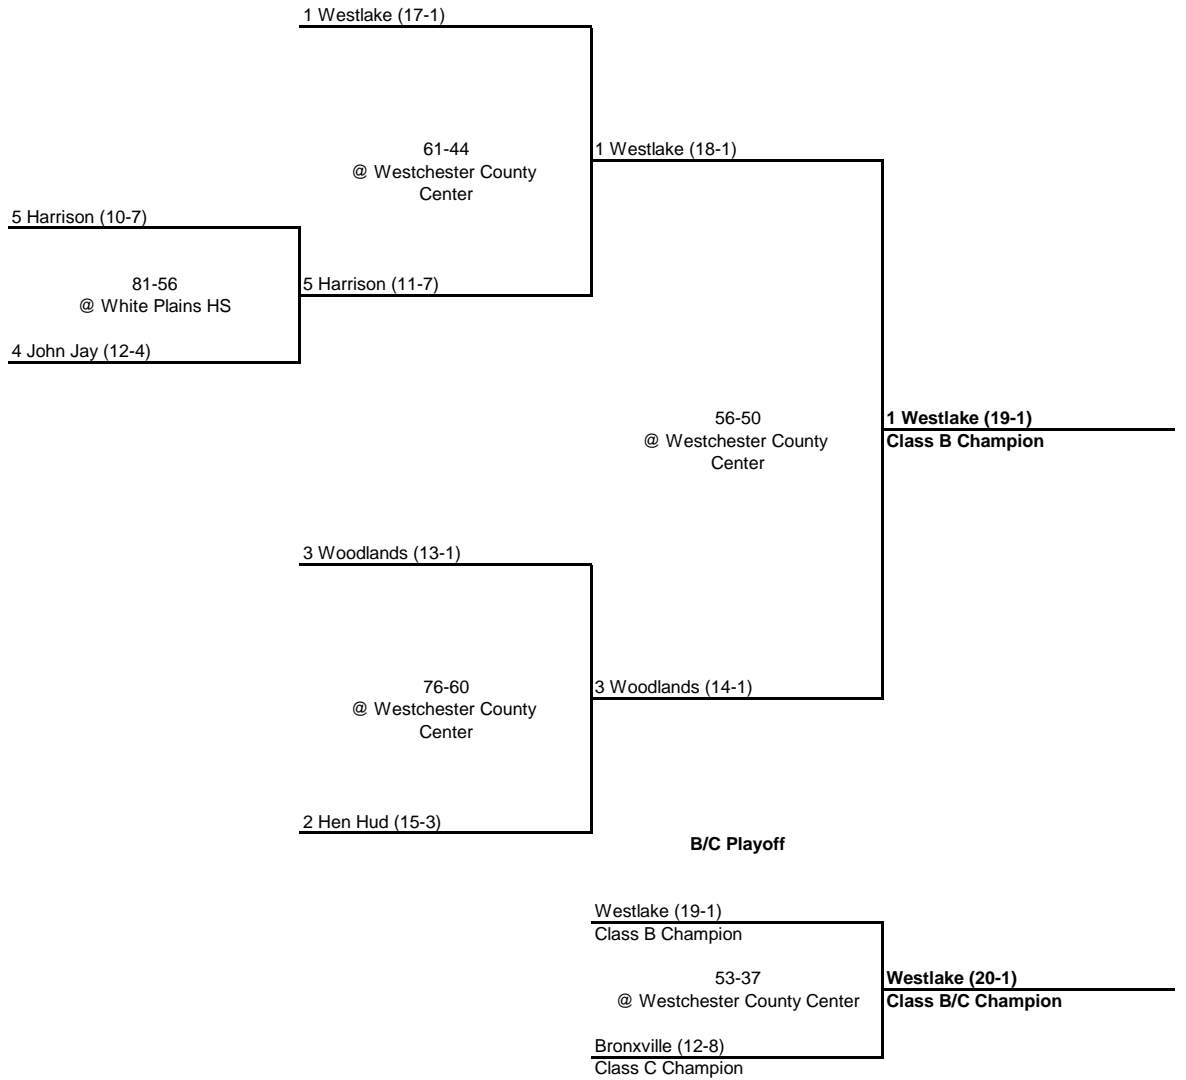 1 Westlake (17-1)
61-44
@ Westchester County
Center
1 Westlake (18-1)
5 Harrison (10-7)
81-56
@ White Plains HS
5 Harrison (11-7)
4 John Jay (12-4)
56-50
@ Westchester County
Center
1 Westlake (19-1)
Class B Champion
3 Woodlands (13-1)
76-60
@ Westchester County
Center
3 Woodlands (14-1)
2 Hen Hud (15-3)
B/C Playoff
Westlake (19-1)
Class B Champion
53-37
@ Westchester County Center
Westlake (20-1)
Class B/C Champion
Bronxville (12-8)
Class C Champion